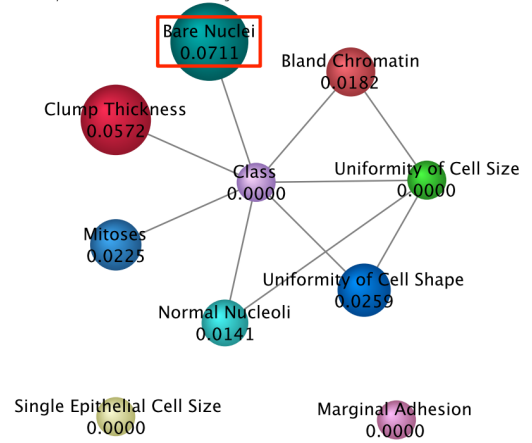 Bare Nuclei
0.0711
Bland Chromatin
0.0182
Clump Thickness
0.0572
Class
0.0000
Uniformity of Cell Size
0.0000
Mitoses
0.0225
Uniformity of Cell Shape
0.0259
Normal Nucleoli
0.0141
Single Epithelial Cell Size
0.0000
Marginal Adhesion
0.0000